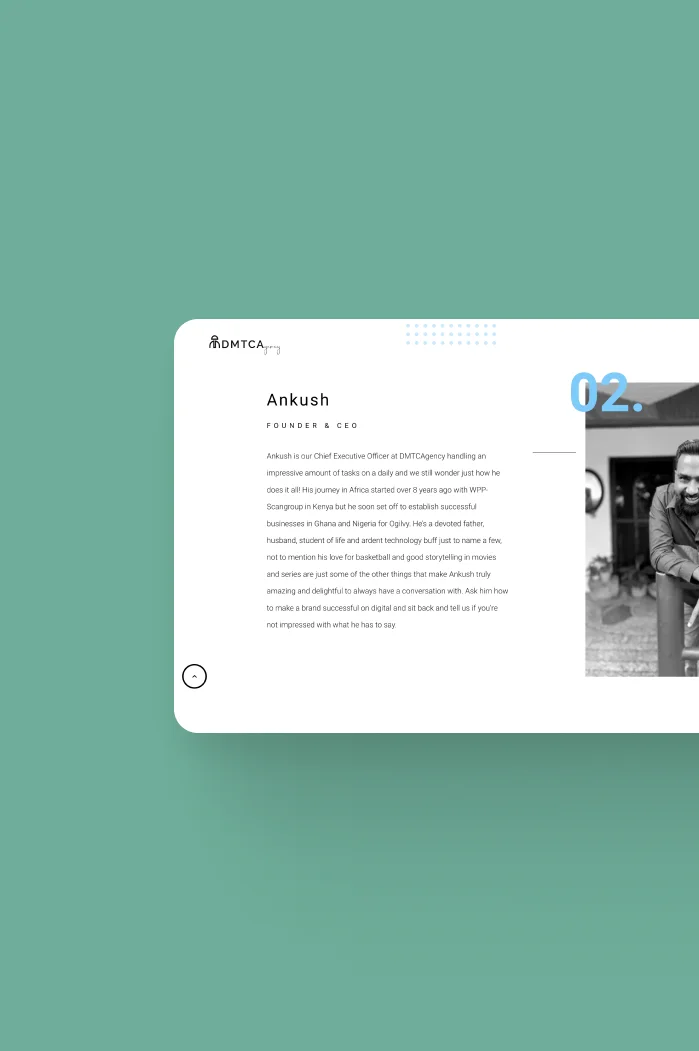 DMTCAgency
02.
Ankush
FOUNDER & CEO
Ankush is our Chief Executive Officer at DMTCAgency handling an
impressive amount of tasks on a daily and we still wonder just how he
does it all! His journey in Africa started over 8 years ago with WPP-
Scangroup in Kenya but he soon set off to establish successful
businesses in Ghana and Nigeria for Ogilvy. He's a devoted father,
husband, student of life and ardent technology buff just to name a few,
not to mention his love for basketball and good storytelling in movies
and series are just some of the other things that make Ankush truly
amazing and delightful to always have a conversation with. Ask him how
to make a brand successful on digital and sit back and tell us if you're
not impressed with what he has to say.